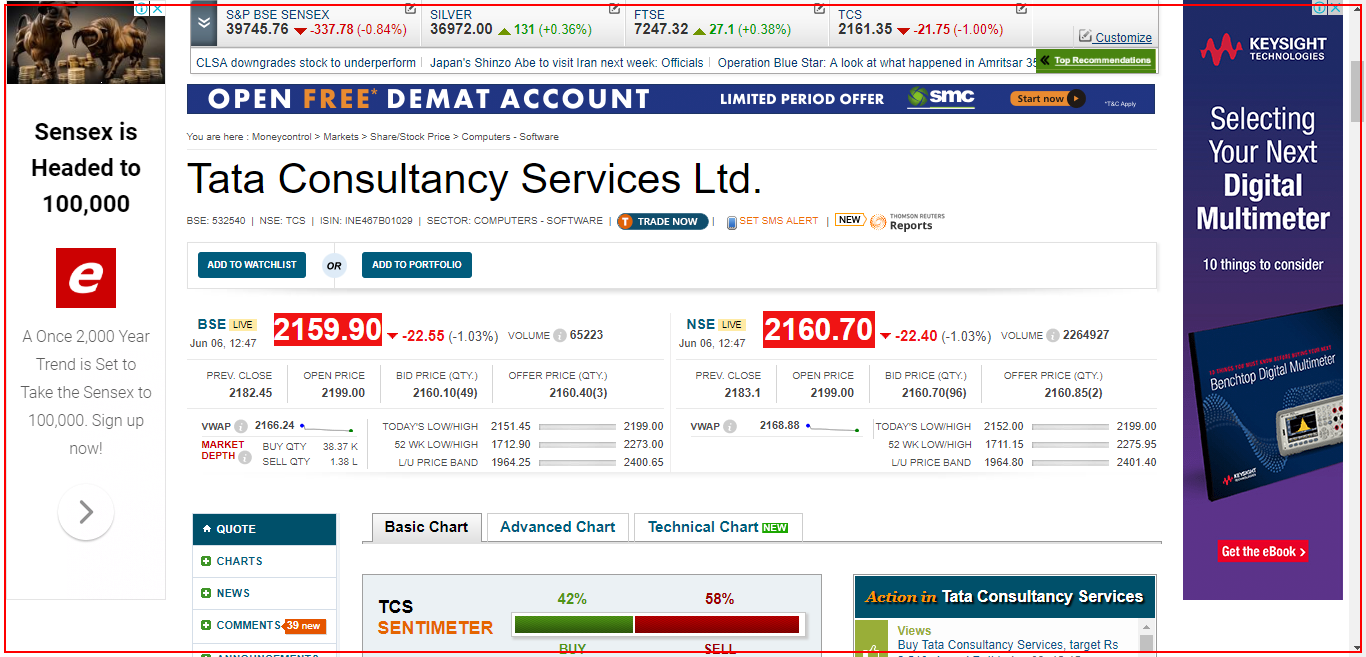 S&P BSE SENSEX
39745.76 -337.78 (-0.84%)
SILVER
36972.00 131 (+0.36%)
FTSE
7247.32 27.1 (+0.38%)
TCS
2161.35 -21.75 (-1.00%)
Customize
CLSA downgrades stock to underperform | Japan's Shinzo Abe to visit Iran next week: Officials | Operation Blue Star: A look at what happened in Amritsar
Top Recommendations
OPEN FREE* DEMAT ACCOUNT LIMITED PERIOD OFFER smc Start now *T&C Apply
You are here : Moneycontrol > Markets > Share/Stock Price > Computers - Software
Tata Consultancy Services Ltd.
BSE: 532540 | NSE: TCS | ISIN: INE467B01029 | SECTOR: COMPUTERS - SOFTWARE | T TRADE NOW | SET SMS ALERT | NEW THOMSON REUTERS Reports
ADD TO WATCHLIST OR ADD TO PORTFOLIO
BSE LIVE
Jun 06, 12:47
2159.90 -22.55 (-1.03%) VOLUME 65223
PREV. CLOSE OPEN PRICE BID PRICE (QTY.) OFFER PRICE (QTY.)
2182.45 2199.00 2160.10(49) 2160.40(3)
VWAP 2166.24
MARKET DEPTH
BUY QTY 38.37 K
SELL QTY 1.38 L
TODAY'S LOW/HIGH 2151.45 2199.00
52 WK LOW/HIGH 1712.90 2273.00
L/U PRICE BAND 1964.25 2400.65
NSE LIVE
Jun 06, 12:47
2160.70 -22.40 (-1.03%) VOLUME 2264927
PREV. CLOSE OPEN PRICE BID PRICE (QTY.) OFFER PRICE (QTY.)
2183.1 2199.00 2160.70(96) 2160.85(2)
VWAP 2168.88
TODAY'S LOW/HIGH 2152.00 2199.00
52 WK LOW/HIGH 1711.15 2275.95
L/U PRICE BAND 1964.80 2401.40
QUOTE
CHARTS
NEWS
COMMENTS 39 new
ANNOUNCEMENTS
Basic Chart Advanced Chart Technical Chart NEW
TCS
SENTIMETER
42% 58%
BUY SELL
Action in Tata Consultancy Services
Views
Buy Tata Consultancy Services, target Rs
Sensex is
Headed to
100,000
e
A Once 2,000 Year
Trend is Set to
Take the Sensex to
100,000. Sign up
now!
KEYSIGHT
TECHNOLOGIES
Selecting
Your Next
Digital
Multimeter
10 things to consider
Benchtop Digital Multimeter
KEYSIGHT
Get the eBook >